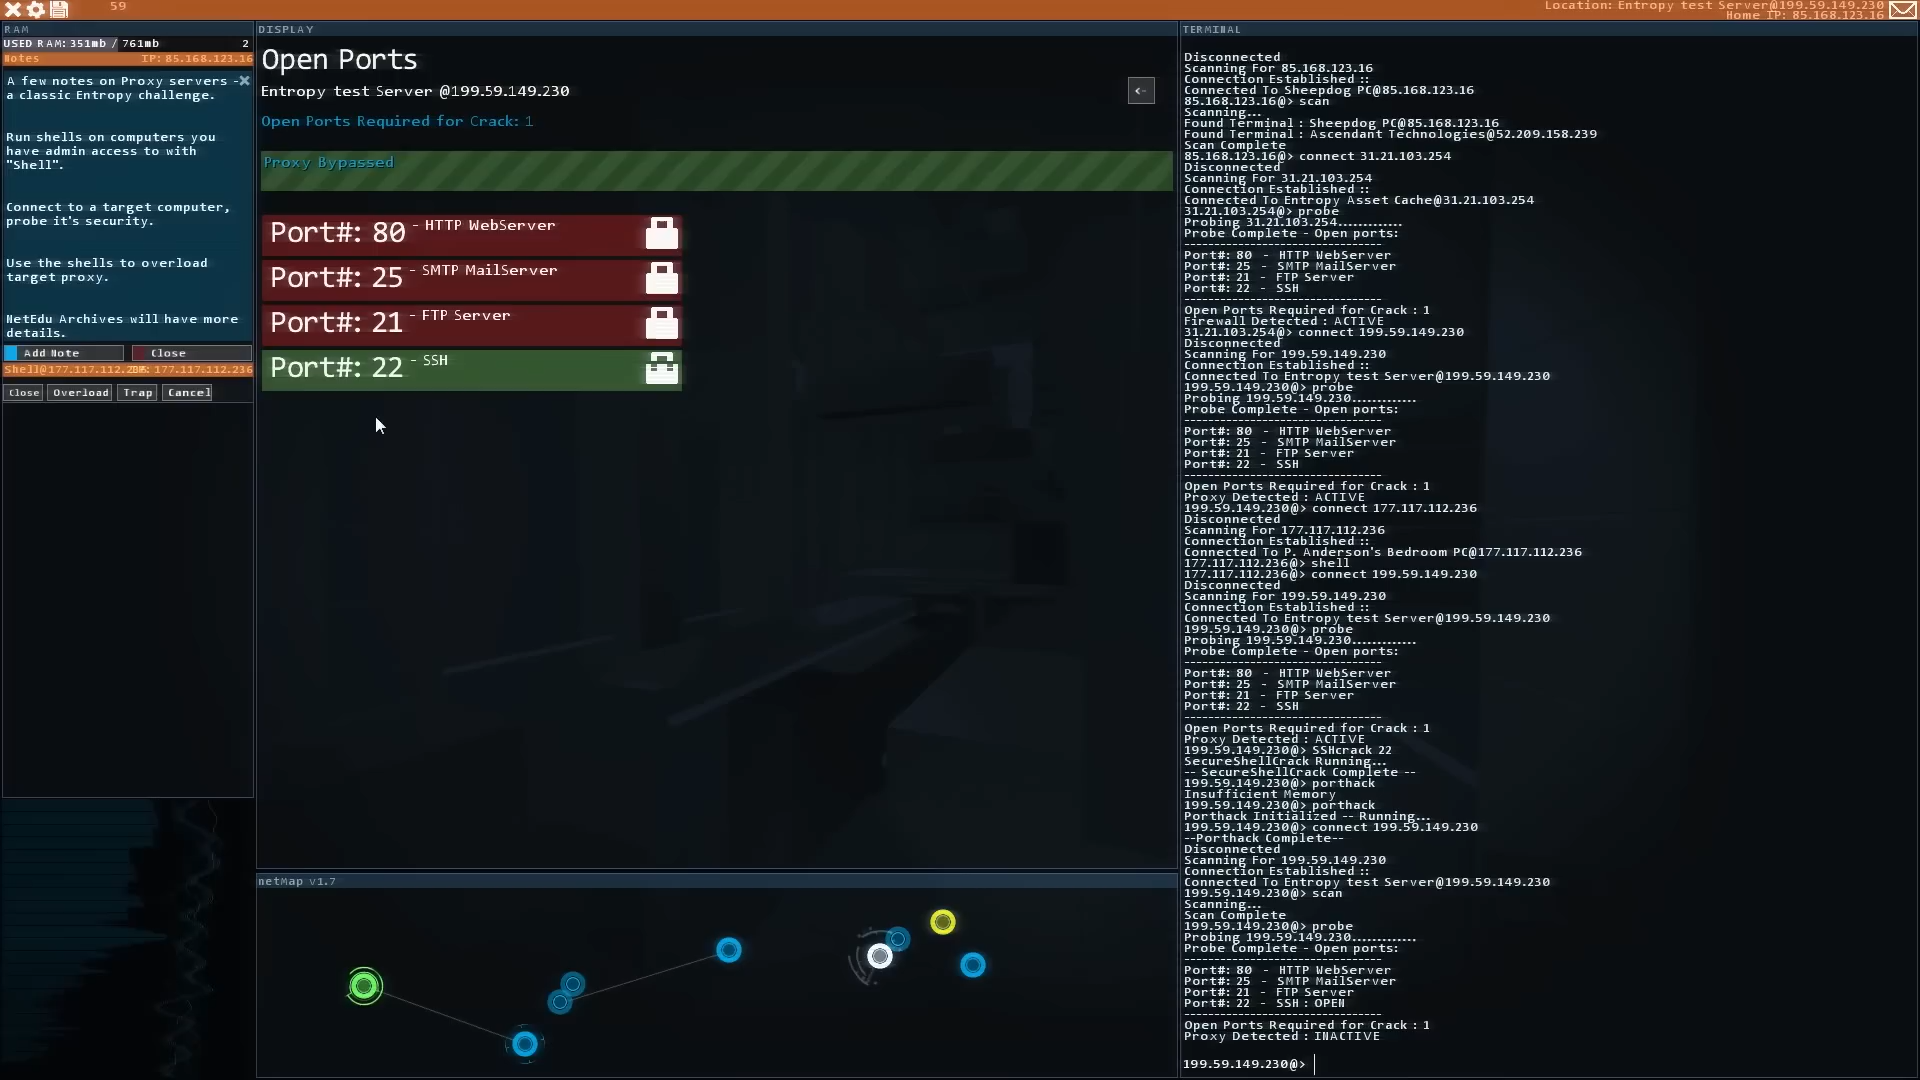 59
Location: Entropy test Server@199.59.149.230
Home IP: 85.168.123.16
RAM
USED RAM: 351mb / 761mb 2
Notes IP: 85.168.123.16
A few notes on Proxy servers -
a classic Entropy challenge.
Run shells on computers you
have admin access to with
"Shell".
Connect to a target computer,
probe it's security.
Use the shells to overload
target proxy.
NetEdu Archives will have more
details.
Add Note Close
Shell@177.117.112.236 IP: 177.117.112.236
Close Overload Trap Cancel
DISPLAY
Open Ports
Entropy test Server @199.59.149.230
<-
Open Ports Required for Crack: 1
Proxy Bypassed
Port#: 80 - HTTP WebServer
Port#: 25 - SMTP MailServer
Port#: 21 - FTP Server
Port#: 22 - SSH
netMap v1.7
TERMINAL
Disconnected
Scanning For 85.168.123.16
Connection Established ::
Connected To Sheepdog PC@85.168.123.16
85.168.123.16@> scan
Scanning...
Found Terminal : Sheepdog PC@85.168.123.16
Found Terminal : Ascendant Technologies@52.209.158.239
Scan Complete
85.168.123.16@> connect 31.21.103.254
Disconnected
Scanning For 31.21.103.254
Connection Established ::
Connected To Entropy Asset Cache@31.21.103.254
31.21.103.254@> probe
Probing 31.21.103.254.............
Probe Complete - Open ports:
---------------------------------
Port#: 80 - HTTP WebServer
Port#: 25 - SMTP MailServer
Port#: 21 - FTP Server
Port#: 22 - SSH
---------------------------------
Open Ports Required for Crack : 1
Firewall Detected : ACTIVE
31.21.103.254@> connect 199.59.149.230
Disconnected
Scanning For 199.59.149.230
Connection Established ::
Connected To Entropy test Server@199.59.149.230
199.59.149.230@> probe
Probing 199.59.149.230.............
Probe Complete - Open ports:
---------------------------------
Port#: 80 - HTTP WebServer
Port#: 25 - SMTP MailServer
Port#: 21 - FTP Server
Port#: 22 - SSH
---------------------------------
Open Ports Required for Crack : 1
Proxy Detected : ACTIVE
199.59.149.230@> connect 177.117.112.236
Disconnected
Scanning For 177.117.112.236
Connection Established ::
Connected To P. Anderson's Bedroom PC@177.117.112.236
177.117.112.236@> shell
177.117.112.236@> connect 199.59.149.230
Disconnected
Scanning For 199.59.149.230
Connection Established ::
Connected To Entropy test Server@199.59.149.230
199.59.149.230@> probe
Probing 199.59.149.230.............
Probe Complete - Open ports:
---------------------------------
Port#: 80 - HTTP WebServer
Port#: 25 - SMTP MailServer
Port#: 21 - FTP Server
Port#: 22 - SSH
---------------------------------
Open Ports Required for Crack : 1
Proxy Detected : ACTIVE
199.59.149.230@> SSHcrack 22
SecureShellCrack Running...
-- SecureShellCrack Complete --
199.59.149.230@> porthack
Insufficient Memory
199.59.149.230@> porthack
Porthack Initialized -- Running...
199.59.149.230@> connect 199.59.149.230
--Porthack Complete--
Disconnected
Scanning For 199.59.149.230
Connection Established ::
Connected To Entropy test Server@199.59.149.230
199.59.149.230@> scan
Scanning...
Scan Complete
199.59.149.230@> probe
Probing 199.59.149.230.............
Probe Complete - Open ports:
---------------------------------
Port#: 80 - HTTP WebServer
Port#: 25 - SMTP MailServer
Port#: 21 - FTP Server
Port#: 22 - SSH : OPEN
---------------------------------
Open Ports Required for Crack : 1
Proxy Detected : INACTIVE
199.59.149.230@>